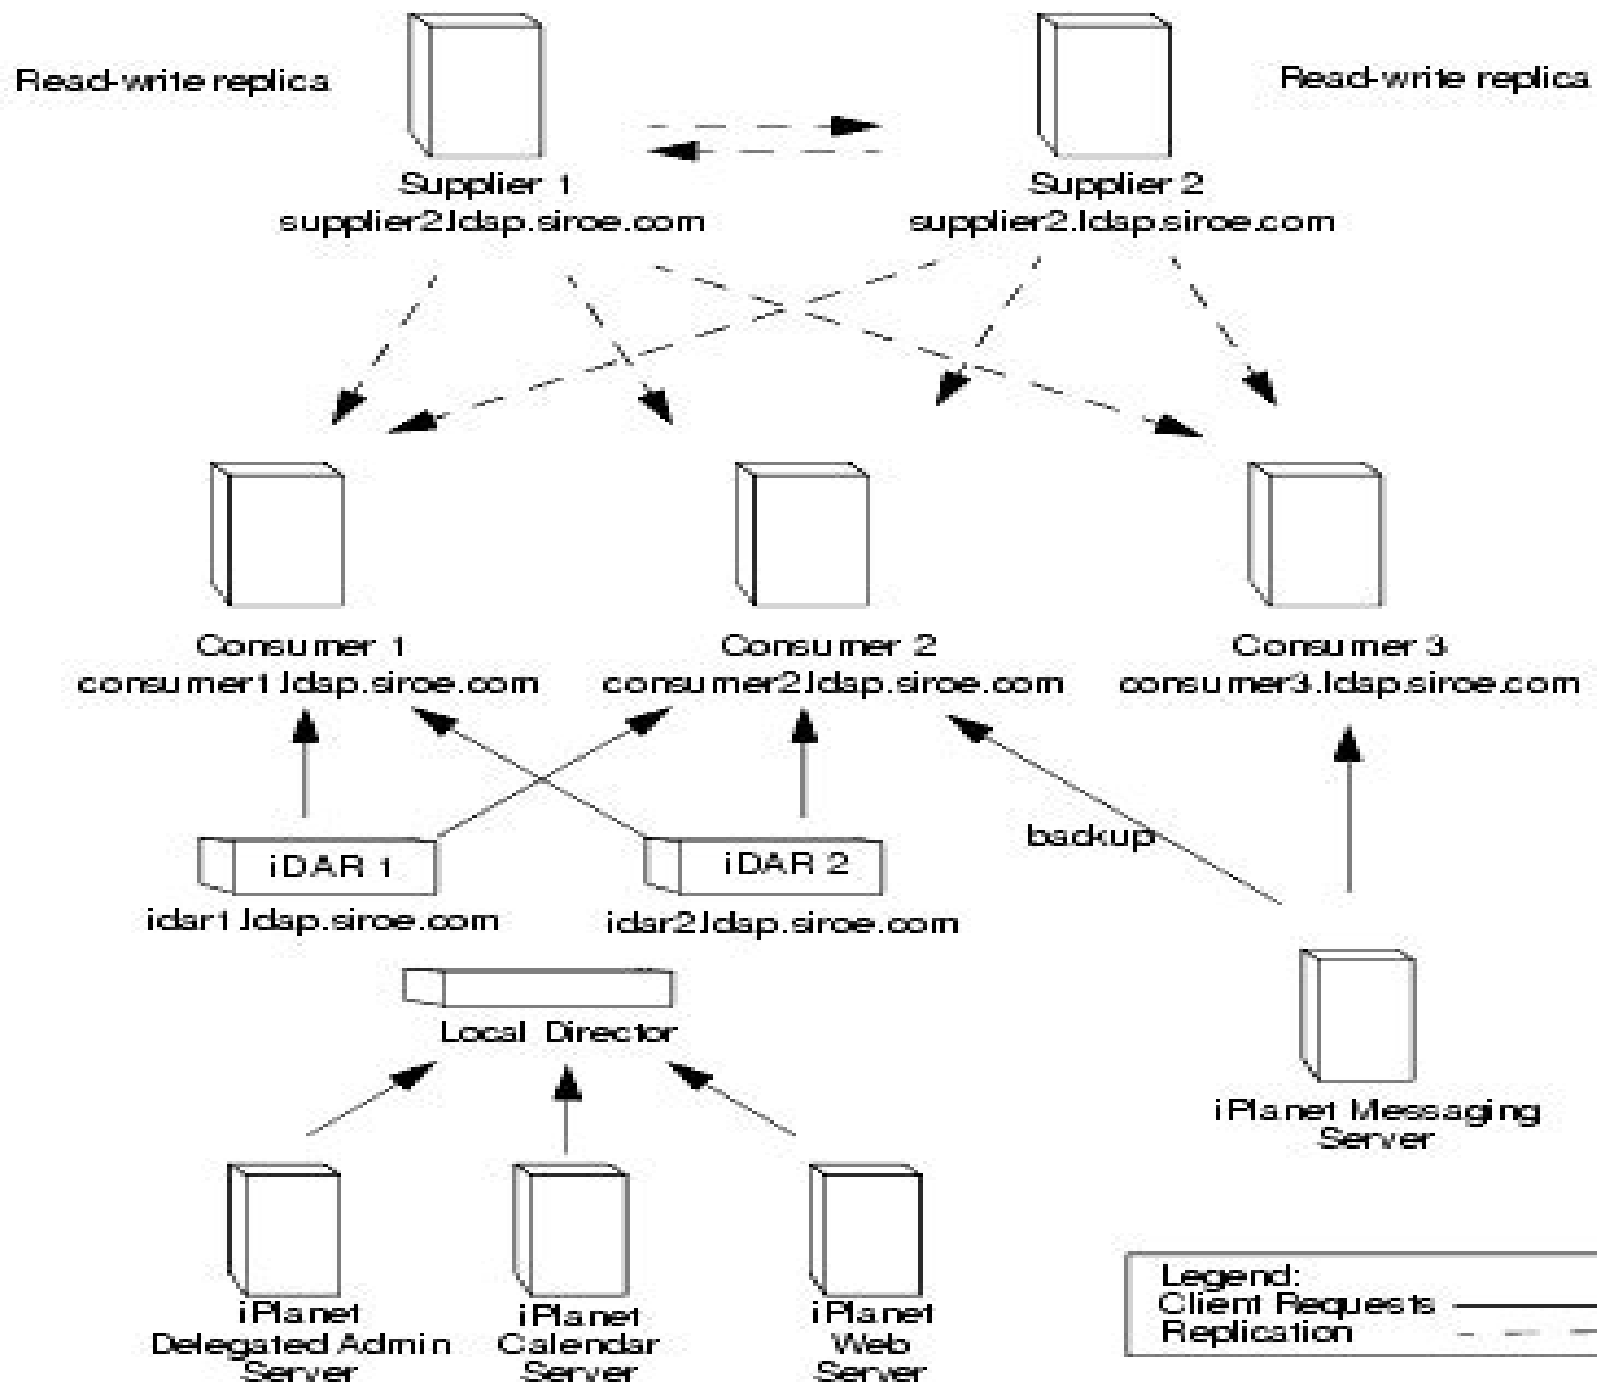 Read-write replica
Read-write replica
Supplier 1
supplier2.ldap.siroe.com
Supplier 2
supplier2.ldap.siroe.com
Consumer 1
consumer1.ldap.siroe.com
Consumer 2
consumer2.ldap.siroe.com
Consumer 3
consumer3.ldap.siroe.com
backup
iDAR 1
idar1.ldap.siroe.com
iDAR 2
idar2.ldap.siroe.com
Local Director
iPlanet Messaging
Server
iPlanet
Delegated Admin
Server
iPlanet
Calendar
Server
iPlanet
Web
Server
Legend:
Client Requests
Replication